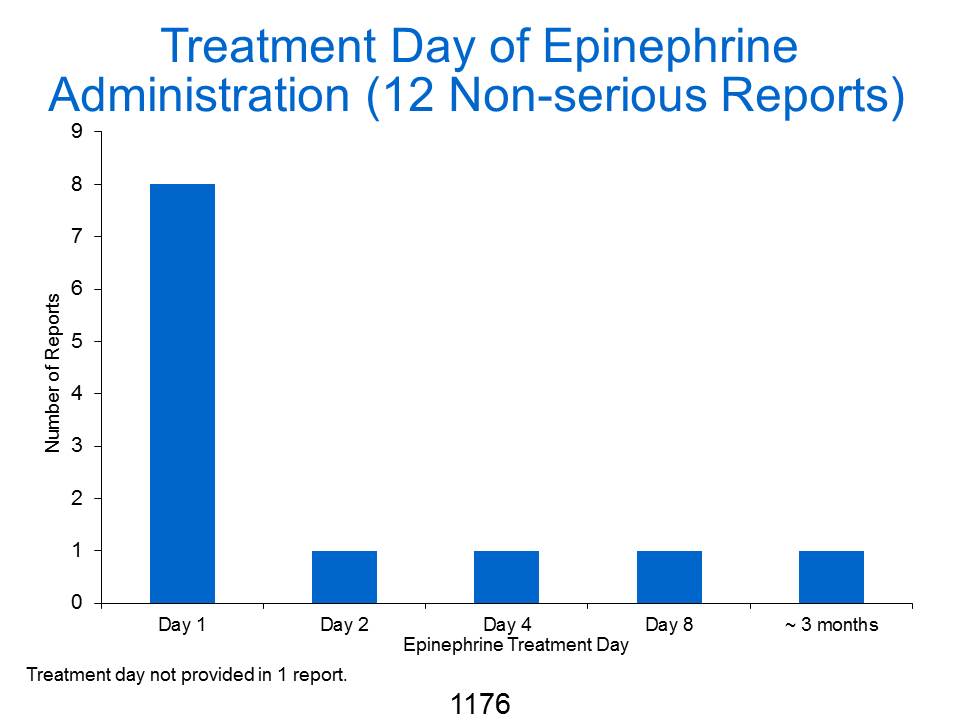 Treatment Day of Epinephrine
Administration (12 Non-serious Reports)
9
8
7
6
5
4
3
2
1
0
Number of Reports
Day 1
Day 2
Day 4
Day 8
~ 3 months
Epinephrine Treatment Day
Treatment day not provided in 1 report.
1176